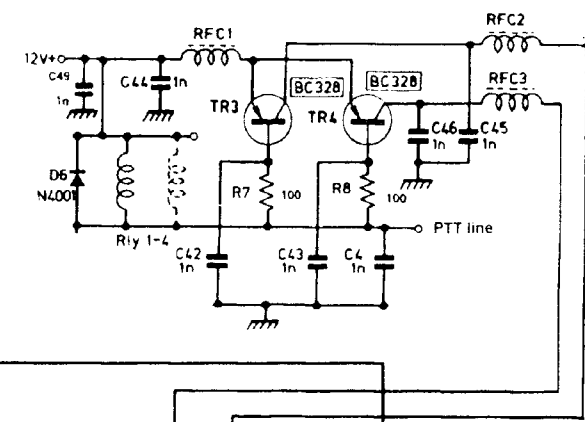 RFC1
RFC2
12V+
C49
1n
C44
1n
BC328
BC328
RFC3
TR3
TR4
C46
1n
C45
1n
D6
N4001
R7
100
R8
100
Rly 1-4
PTT line
C42
1n
C43
1n
C4
1n